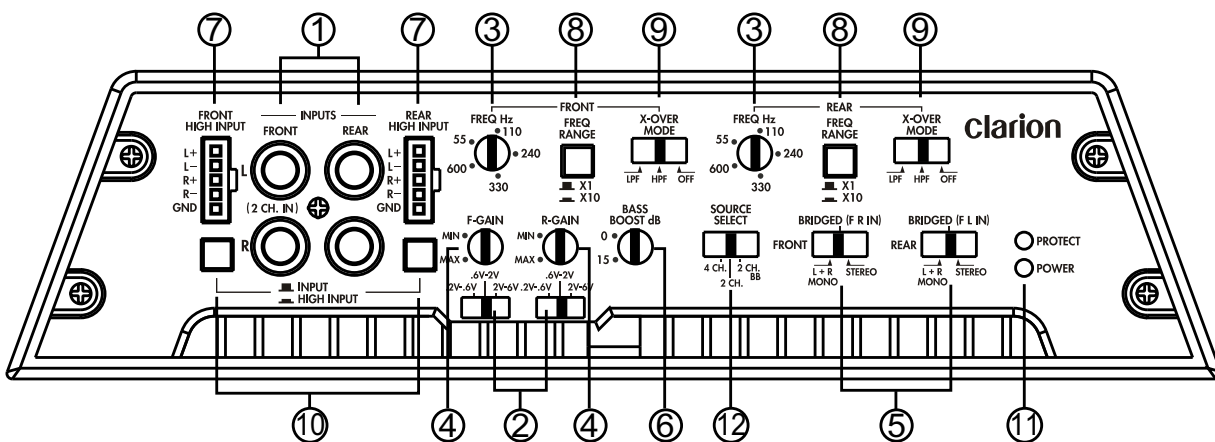 ⑦ ① ⑦ ③ ⑧ ⑨ ③ ⑧ ⑨
FRONT
HIGH INPUT
L+
L−
R+
R−
GND
INPUTS
FRONT REAR
L
(2 CH. IN)
R
REAR
HIGH INPUT
L+
L−
R+
R−
GND
INPUT
HIGH INPUT
FRONT
FREQ Hz
55 110
600 240
330
FREQ
RANGE
X1
X10
X-OVER
MODE
LPF HPF OFF
REAR
FREQ Hz
55 110
600 240
330
FREQ
RANGE
X1
X10
X-OVER
MODE
LPF HPF OFF
clarion
F-GAIN
MIN
MAX
.6V-2V
.2V-.6V 2V-6V
R-GAIN
MIN
MAX
.6V-2V
.2V-.6V 2V-6V
BASS
BOOST dB
0
15
SOURCE
SELECT
4 CH. 2 CH.
BB
2 CH.
BRIDGED (F R IN)
FRONT
L + R STEREO
MONO
BRIDGED (F L IN)
REAR
L + R STEREO
MONO
PROTECT
POWER
⑩ ④ ② ④ ⑥ ⑫ ⑤ ⑪